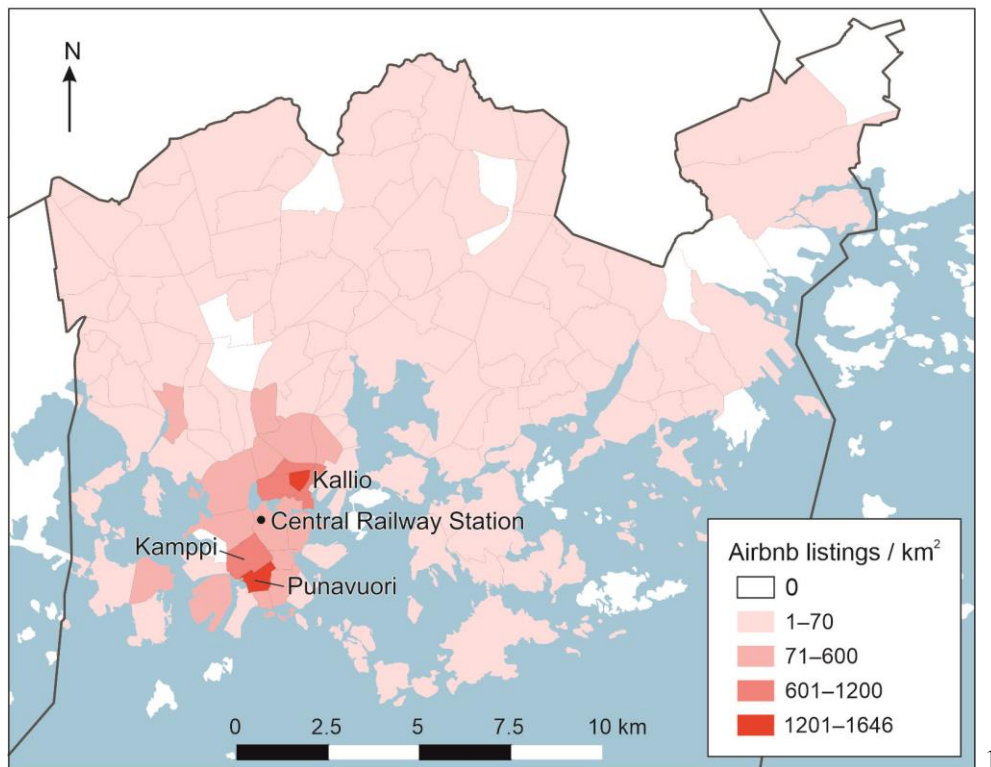 N
Kallio
Central Railway Station
Kamppi
Punavuori
Airbnb listings / km²
0
1–70
71–600
601–1200
1201–1646
0 2.5 5 7.5 10 km
1